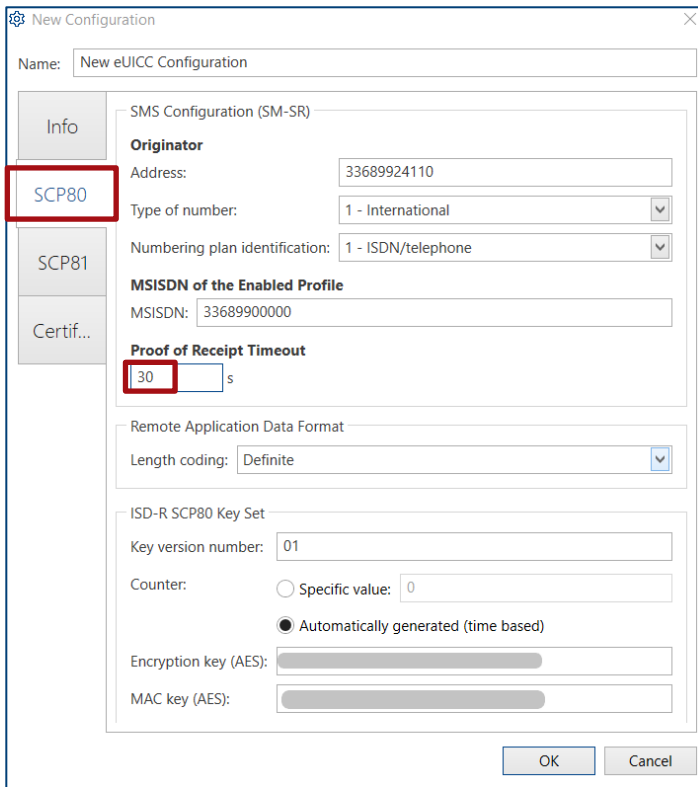 New Configuration
Name: New eUICC Configuration
Info
SCP80
SCP81
Certif...
SMS Configuration (SM-SR)
Originator
Address: 33689924110
Type of number: 1 - International
Numbering plan identification: 1 - ISDN/telephone
MSISDN of the Enabled Profile
MSISDN: 33689900000
Proof of Receipt Timeout
30 s
Remote Application Data Format
Length coding: Definite
ISD-R SCP80 Key Set
Key version number: 01
Counter: Specific value: 0
Automatically generated (time based)
Encryption key (AES):
MAC key (AES):
OK Cancel